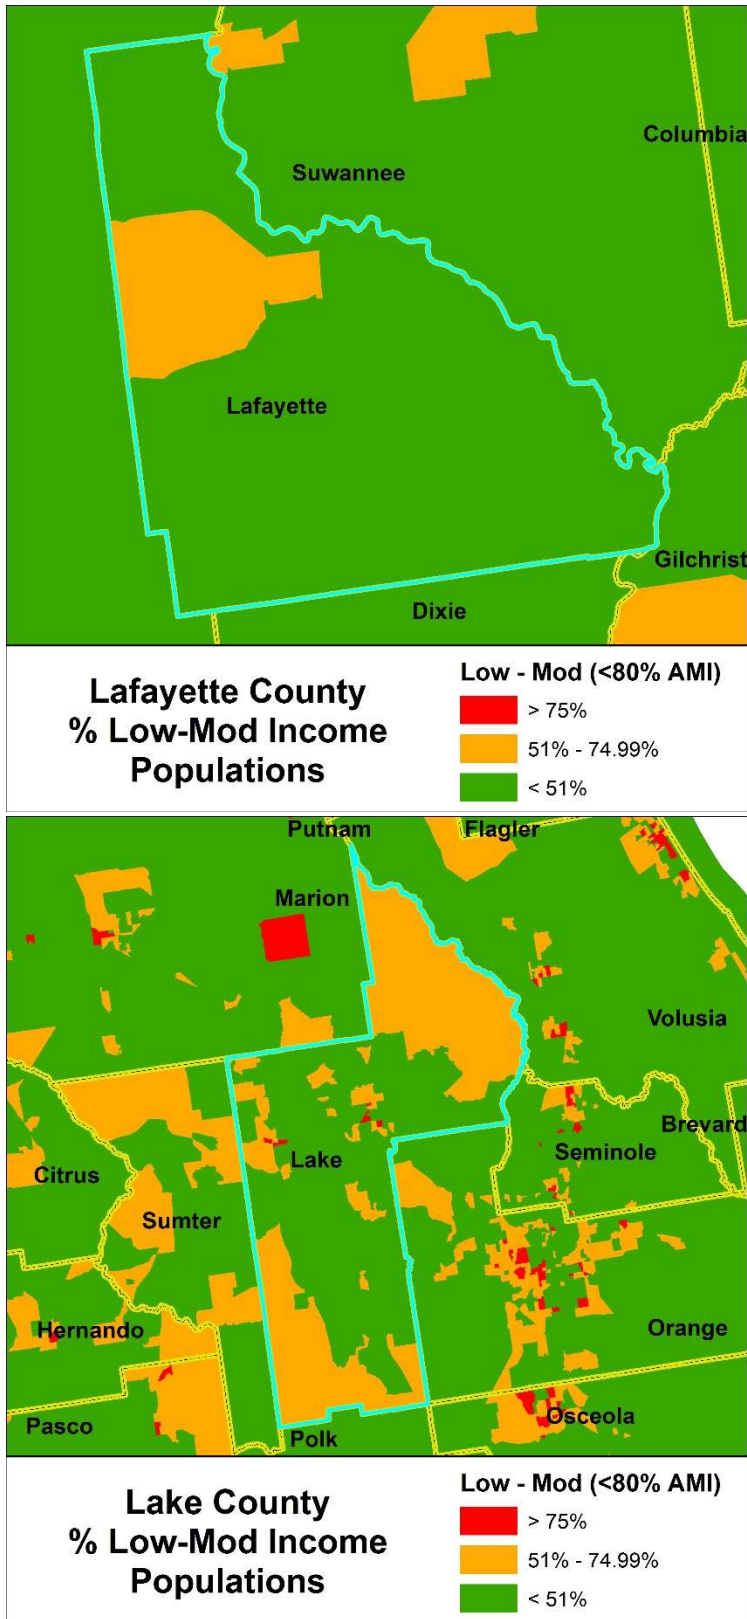 Columbia
Suwannee
Lafayette
Gilchrist
Dixie
Lafayette County
% Low-Mod Income
Populations
Low - Mod (<80% AMI)
> 75%
51% - 74.99%
< 51%
Putnam
Flagler
Marion
Volusia
Brevard
Seminole
Lake
Citrus
Sumter
Hernando
Orange
Osceola
Pasco
Polk
Lake County
% Low-Mod Income
Populations
Low - Mod (<80% AMI)
> 75%
51% - 74.99%
< 51%